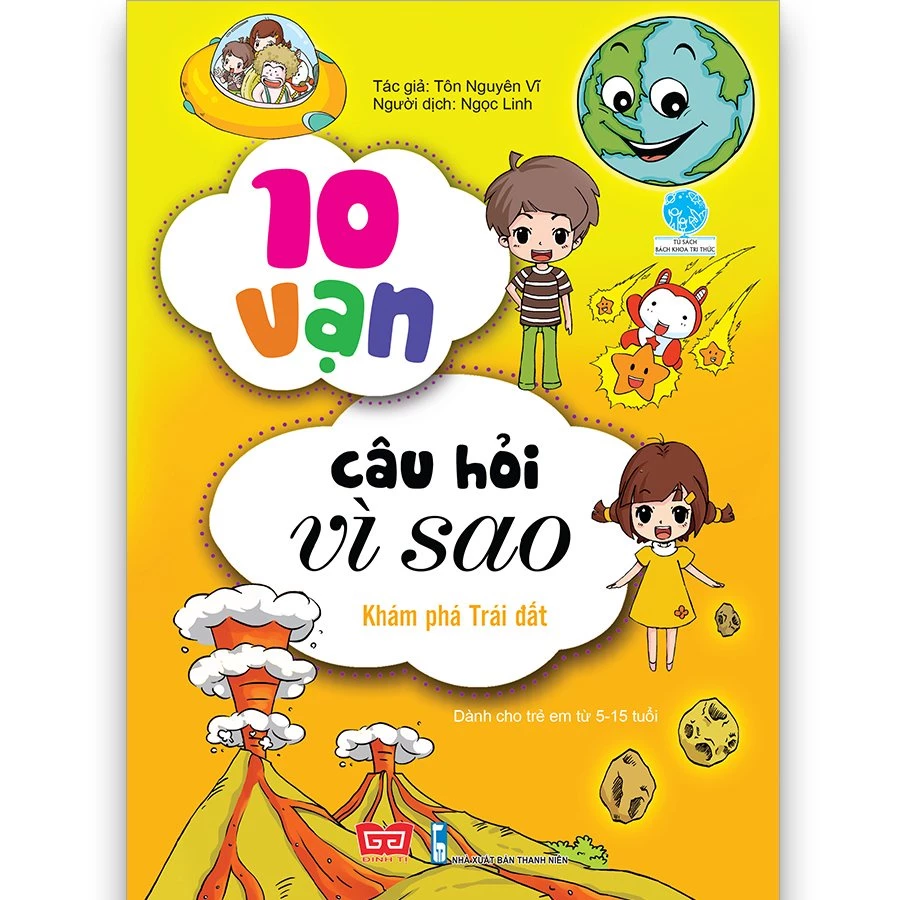 Tác giả: Tôn Nguyên Vĩ
Người dịch: Ngọc Linh
10
vạn
TỦ SÁCH
BÁCH KHOA TRI THỨC
câu hỏi
vì sao
Khám phá Trái đất
Dành cho trẻ em từ 5-15 tuổi
ĐINH TỊ
NHÀ XUẤT BẢN THANH NIÊN